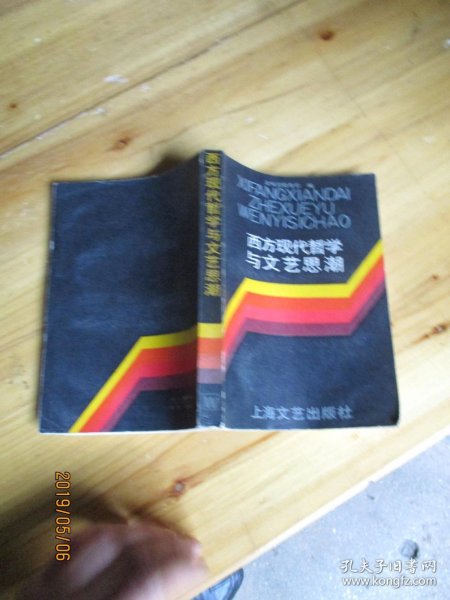 西方现代哲学与文艺思潮
XIFANGXIANDAI
ZHEXUEYU
WENYISICHAO
西方现代哲学
与文艺思潮
上海文艺出版社
2019/05/06
孔夫子旧书网
www.kongfz.com